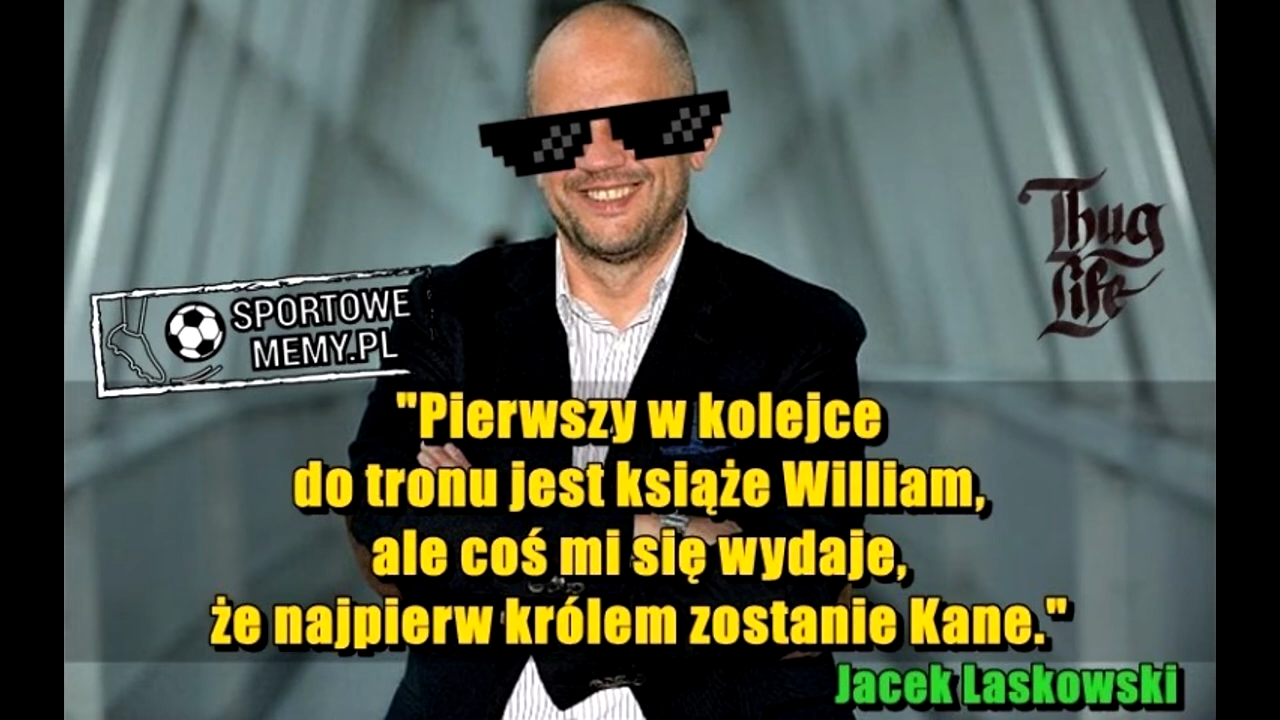 Thug
Life
SPORTOWE
MEMY.PL
"Pierwszy w kolejce
do tronu jest książe William,
ale coś mi się wydaje,
że najpierw królem zostanie Kane."
Jacek Laskowski